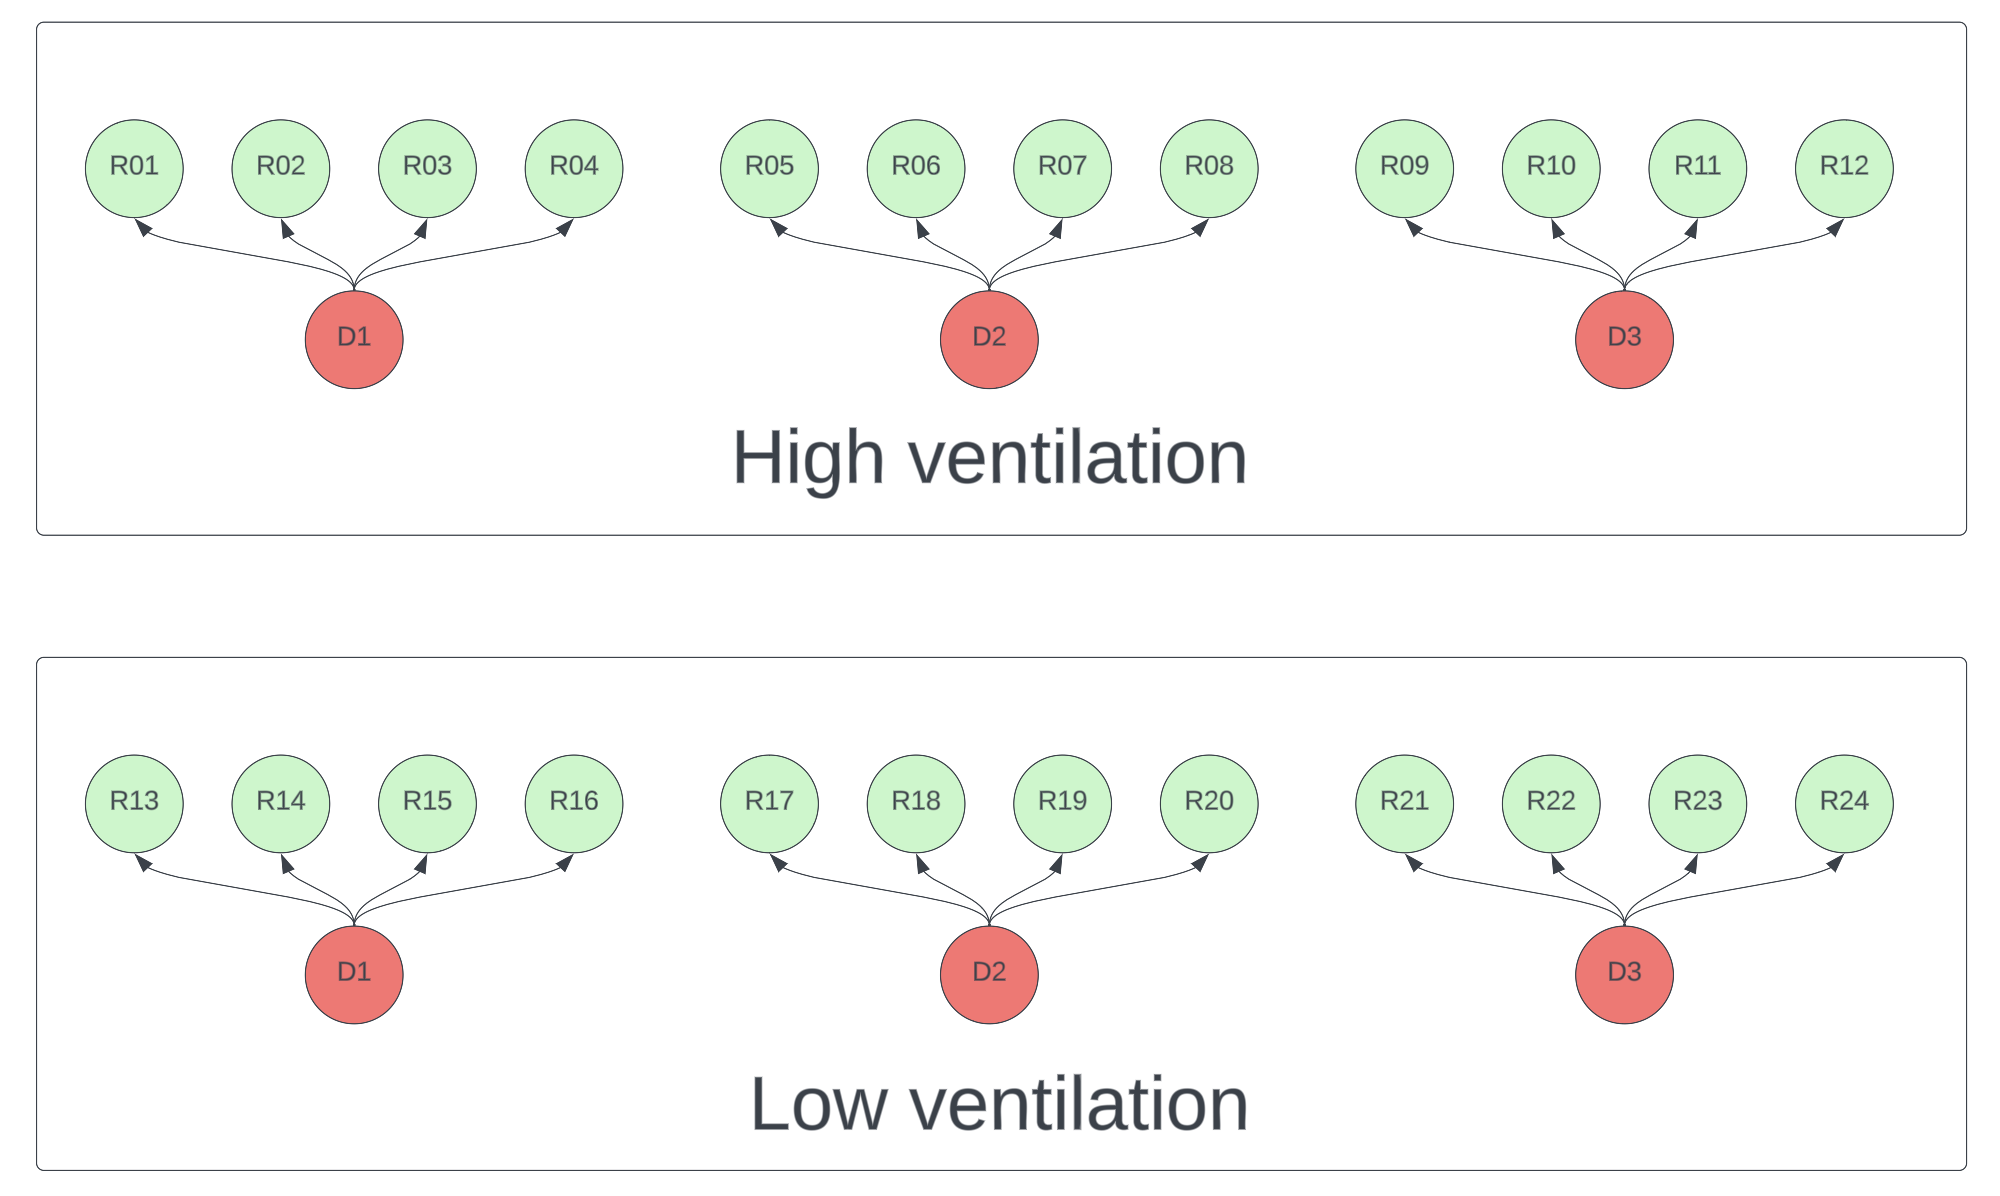 R01 R02 R03 R04 R05 R06 R07 R08 R09 R10 R11 R12
D1 D2 D3
High ventilation
R13 R14 R15 R16 R17 R18 R19 R20 R21 R22 R23 R24
D1 D2 D3
Low ventilation